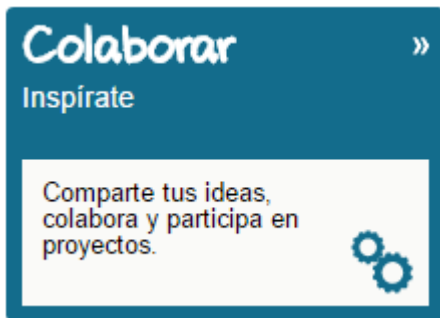 Colaborar »
Inspírate
Comparte tus ideas,
colabora y participa en
proyectos.